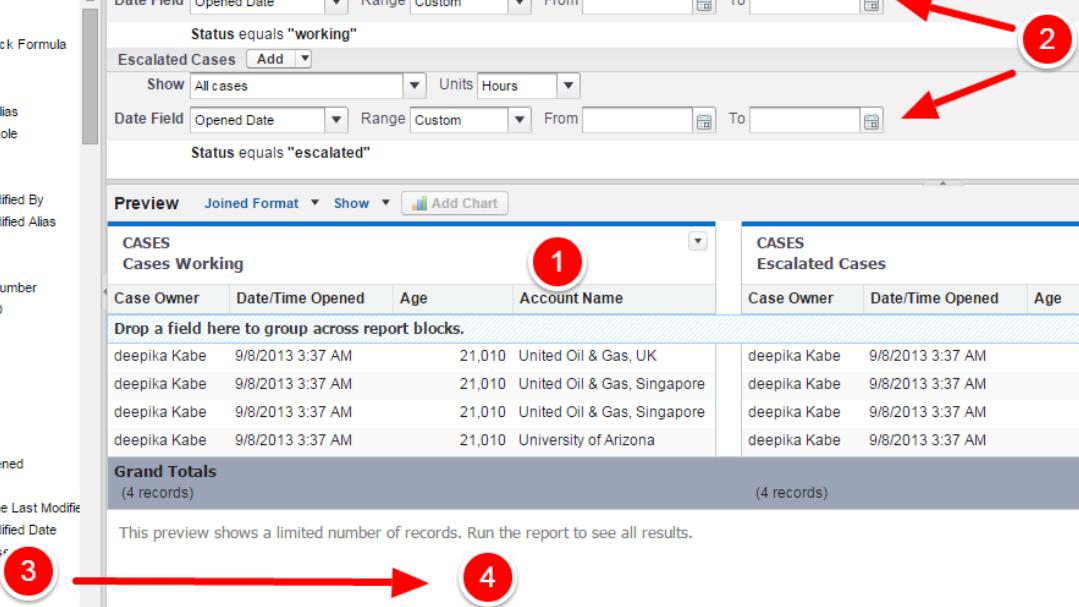 Date Field Opened Date Range Custom From To
Status equals "working"
2
ck Formula
Escalated Cases Add
Show All cases Units Hours
lias
Date Field Opened Date Range Custom From To
ole
Status equals "escalated"
dified By
Preview Joined Format Show Add Chart
dified Alias
CASES CASES
Cases Working 1 Escalated Cases
umber
Case Owner Date/Time Opened Age Account Name Case Owner Date/Time Opened Age
Drop a field here to group across report blocks.
deepika Kabe 9/8/2013 3:37 AM 21,010 United Oil & Gas, UK deepika Kabe 9/8/2013 3:37 AM
deepika Kabe 9/8/2013 3:37 AM 21,010 United Oil & Gas, Singapore deepika Kabe 9/8/2013 3:37 AM
deepika Kabe 9/8/2013 3:37 AM 21,010 United Oil & Gas, Singapore deepika Kabe 9/8/2013 3:37 AM
deepika Kabe 9/8/2013 3:37 AM 21,010 University of Arizona deepika Kabe 9/8/2013 3:37 AM
ened
Grand Totals
(4 records) (4 records)
e Last Modifie
dified Date
This preview shows a limited number of records. Run the report to see all results.
3 4